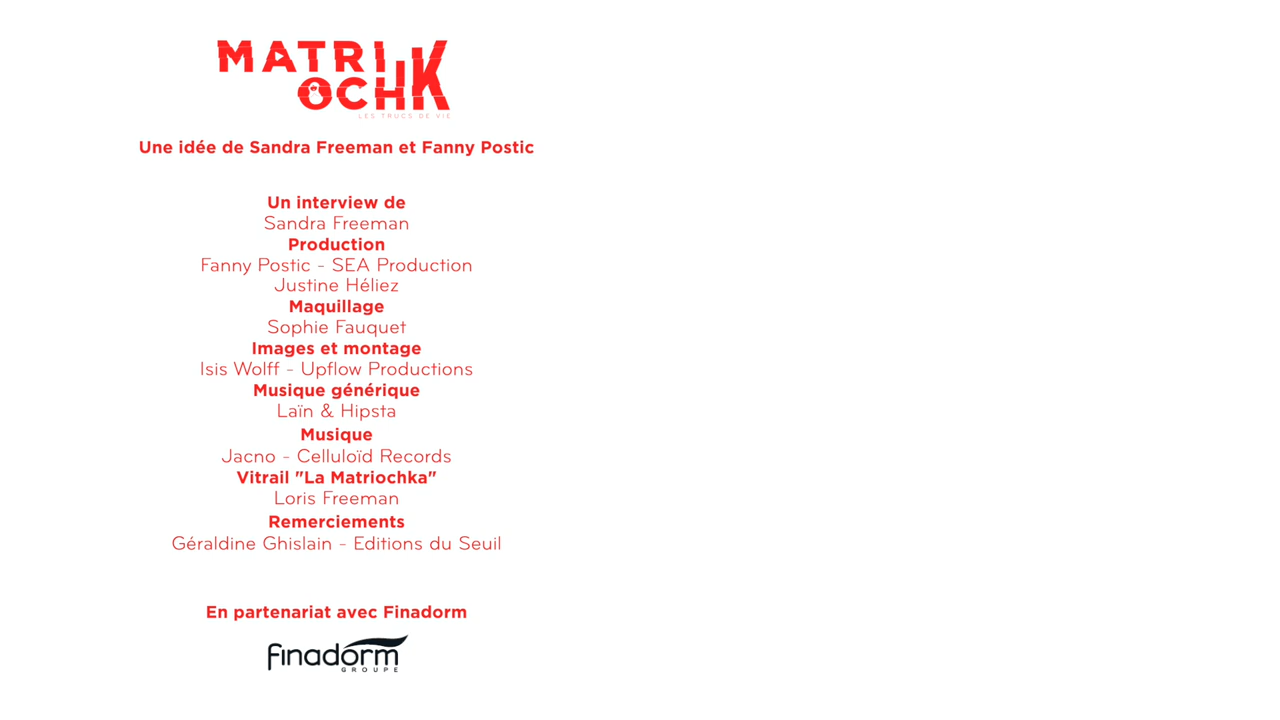 MATRI
OCHK
LES TRUCS DE VIE
Une idée de Sandra Freeman et Fanny Postic
Un interview de
Sandra Freeman
Production
Fanny Postic - SEA Production
Justine Héliez
Maquillage
Sophie Fauquet
Images et montage
Isis Wolff - Upflow Productions
Musique générique
Laïn & Hipsta
Musique
Jacno - Celluloïd Records
Vitrail "La Matriochka"
Loris Freeman
Remerciements
Géraldine Ghislain - Editions du Seuil
En partenariat avec Finadorm
finadorm
GROUPE